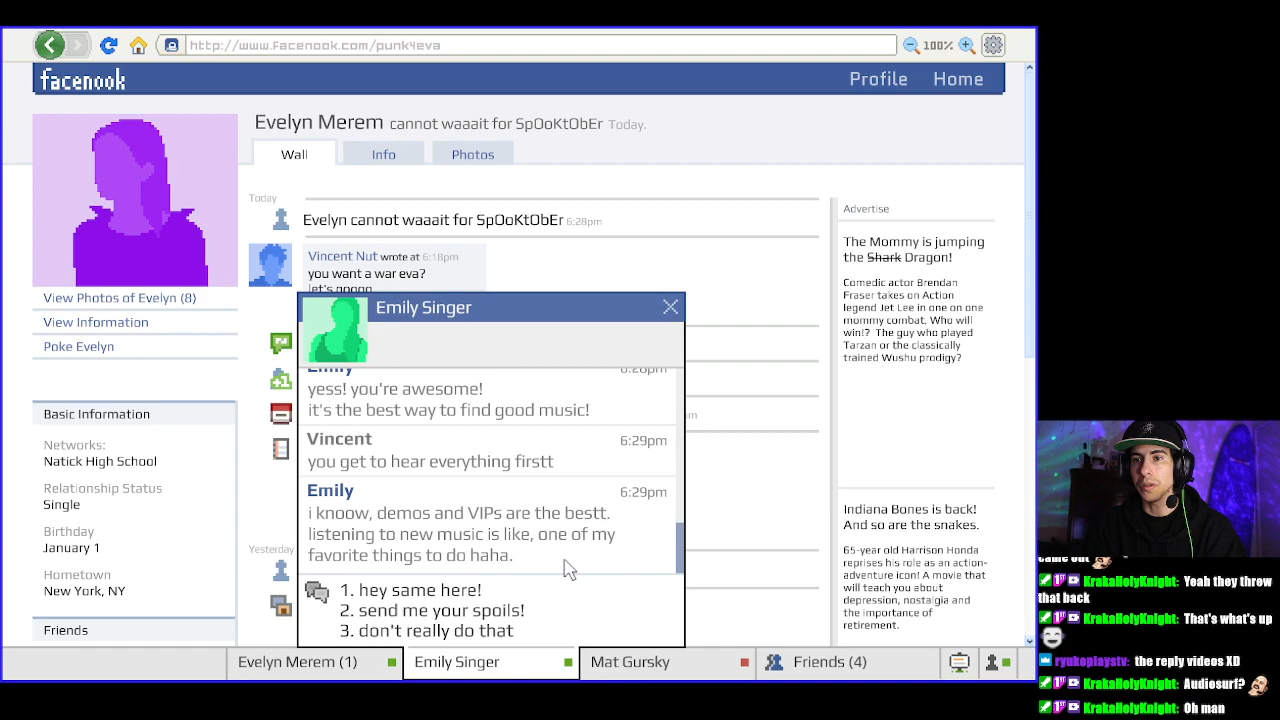 http://www.facenook.com/punk4eva
100%
facenook
Profile
Home
Evelyn Merem cannot waaait for SpOoKtObEr Today.
Wall
Info
Photos
Today
Evelyn cannot waaait for SpOoKtObEr 6:28pm
Vincent Nut wrote at 6:18pm
you want a war eva?
let's goooo
View Photos of Evelyn (8)
View Information
Poke Evelyn
Basic Information
Networks:
Natick High School
Relationship Status
Single
Birthday
January 1
Hometown
New York, NY
Friends
Yesterday
Emily Singer
Emily 6:28pm
yess! you're awesome!
it's the best way to find good music!
Vincent 6:29pm
you get to hear everything firstt
Emily 6:29pm
i knoow, demos and VIPs are the bestt.
listening to new music is like, one of my
favorite things to do haha.
1. hey same here!
2. send me your spoils!
3. don't really do that
Evelyn Merem (1)
Emily Singer
Mat Gursky
Friends (4)
Advertise
The Mommy is jumping
the Shark Dragon!
Comedic actor Brendan
Fraser takes on Action
legend Jet Lee in one on one
mommy combat, Who will
win!? The guy who played
Tarzan or the classically
trained Wushu prodigy?
Indiana Bones is back!
And so are the snakes.
65-year old Harrison Honda
reprises his role as an action-
adventure icon! A movie that
will teach you about
depression, nostalgia and
the importance of
retirement.
came out
KrakaHolyKnight: Yeah they threw
that back
KrakaHolyKnight: That's what's up
ryukoplaystv: the reply videos XD
KrakaHolyKnight: Audiosurf?
KrakaHolyKnight: Oh man